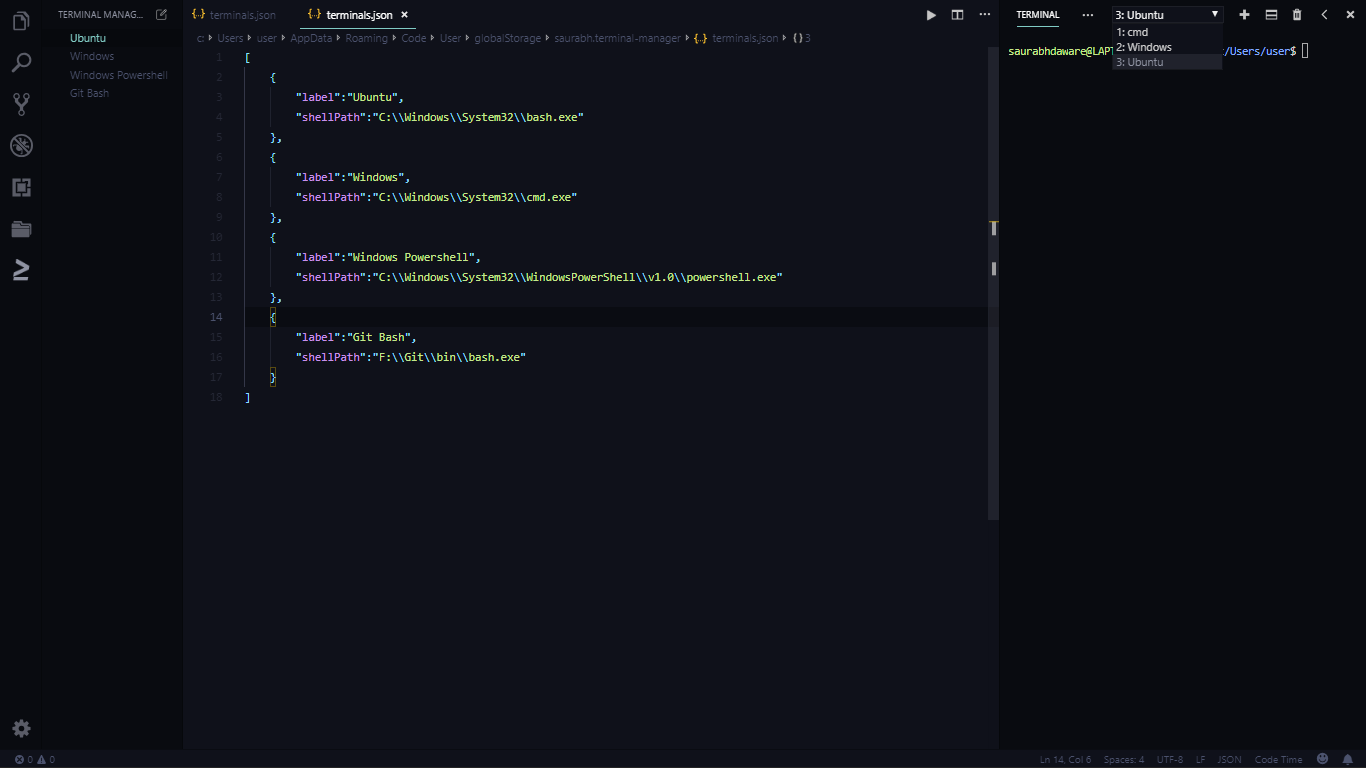 TERMINAL MANAG...
Ubuntu
Windows
Windows Powershell
Git Bash
{..} terminals.json
{..} terminals.json ×
c: Users user AppData Roaming Code User globalStorage saurabh.terminal-manager {..} terminals.json {} 3
1 [
2 {
3 "label":"Ubuntu",
4 "shellPath":"C:\\Windows\\System32\\bash.exe"
5 },
6 {
7 "label":"Windows",
8 "shellPath":"C:\\Windows\\System32\\cmd.exe"
9 },
10 {
11 "label":"Windows Powershell",
12 "shellPath":"C:\\Windows\\System32\\WindowsPowerShell\\v1.0\\powershell.exe"
13 },
14 {
15 "label":"Git Bash",
16 "shellPath":"F:\\Git\\bin\\bash.exe"
17 }
18 ]
TERMINAL ... 3: Ubuntu
1: cmd
2: Windows
3: Ubuntu
saurabhdaware@LAP /Users/user$
0 0
Ln 14, Col 6 Spaces: 4 UTF-8 LF JSON Code Time